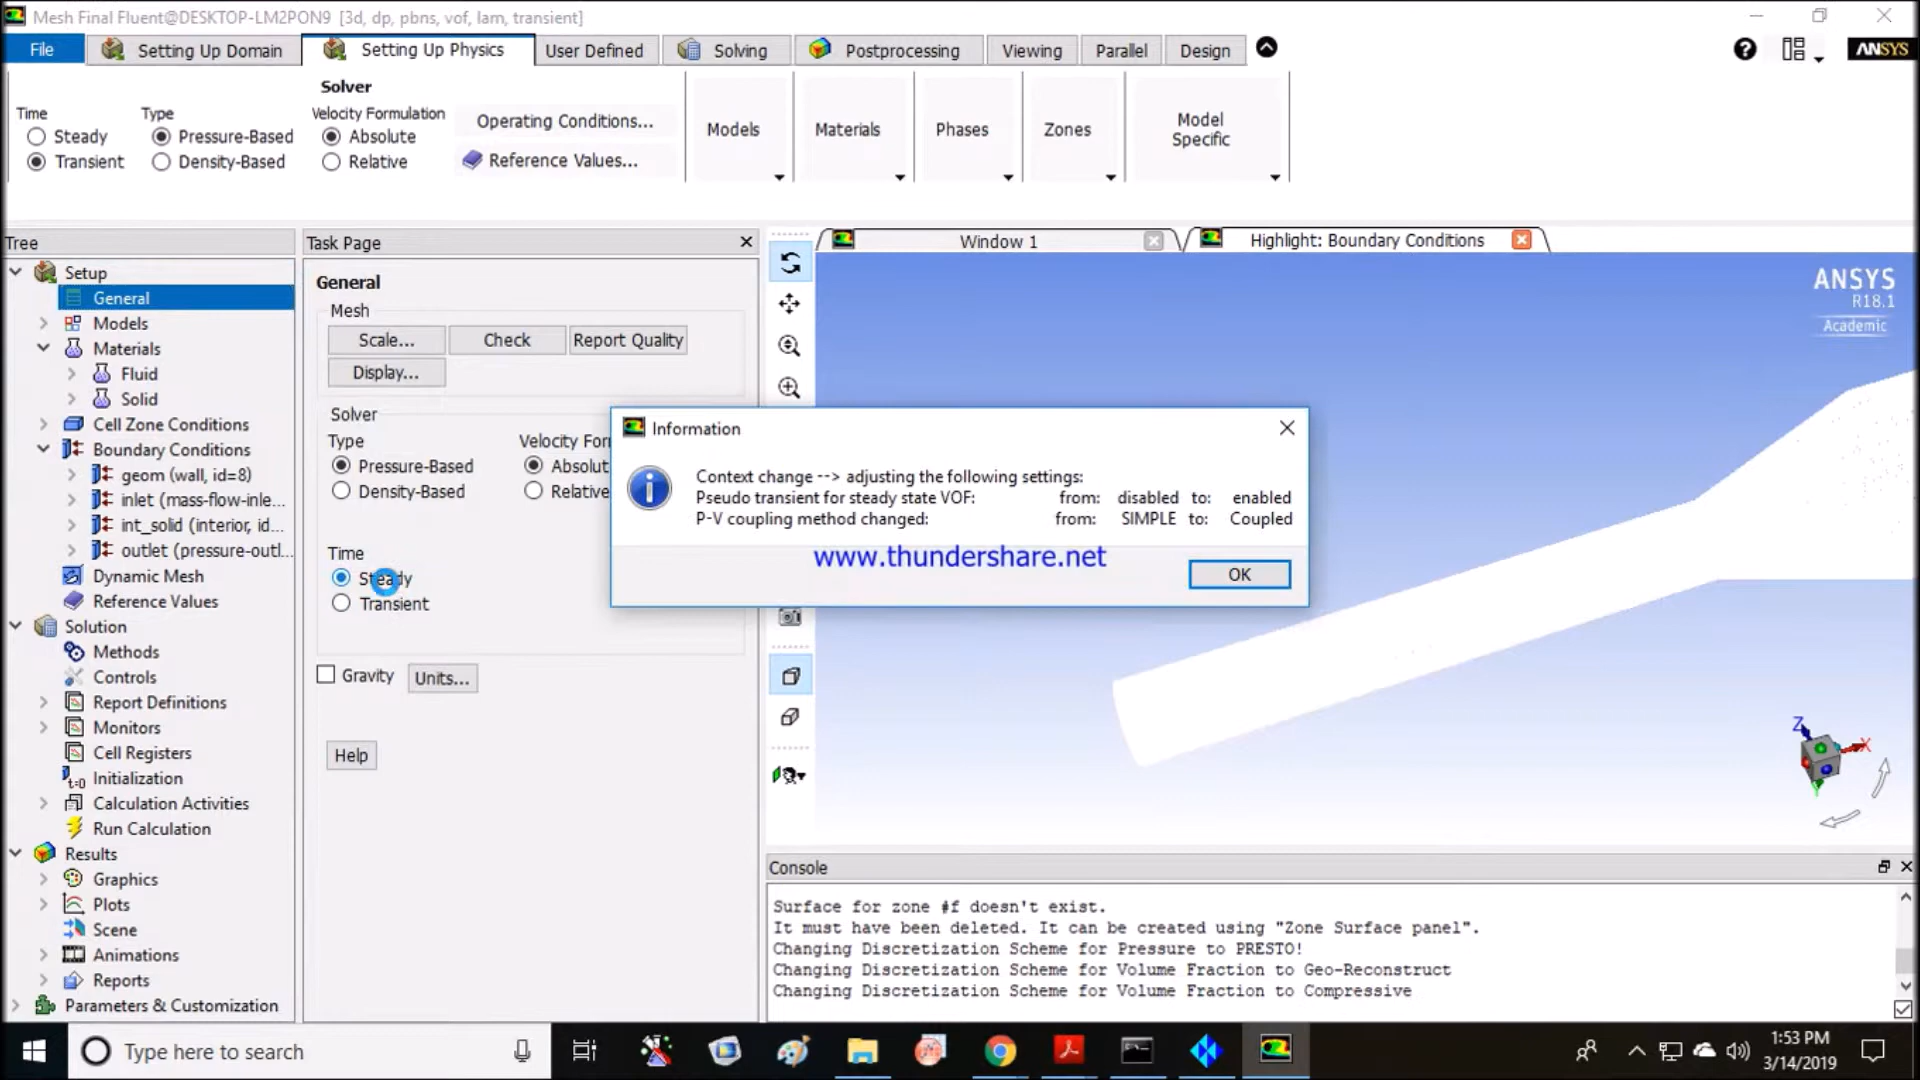 Mesh Final Fluent@DESKTOP-LM2PON9 [3d, dp, pbns, vof, lam, transient]
File
Setting Up Domain
Setting Up Physics
User Defined
Solving
Postprocessing
Viewing
Parallel
Design
ANSYS
Solver
Time
Type
Velocity Formulation
Steady
Pressure-Based
Absolute
Transient
Density-Based
Relative
Operating Conditions...
Reference Values...
Models
Materials
Phases
Zones
Model
Specific
Tree
Task Page
Window 1
Highlight: Boundary Conditions
Setup
General
Models
Materials
Fluid
Solid
Cell Zone Conditions
Boundary Conditions
geom (wall, id=8)
inlet (mass-flow-inle...
int_solid (interior, id...
outlet (pressure-outl...
Dynamic Mesh
Reference Values
Solution
Methods
Controls
Report Definitions
Monitors
Cell Registers
t=0
Initialization
Calculation Activities
Run Calculation
Results
Graphics
Plots
Scene
Animations
Reports
Parameters & Customization
General
Mesh
Scale...
Check
Report Quality
Display...
Solver
Type
Velocity For
Pressure-Based
Absolut
Density-Based
Relative
Time
Steady
Transient
Gravity
Units...
Help
ANSYS
R18.1
Academic
Information
Context change --> adjusting the following settings:
Pseudo transient for steady state VOF: from: disabled to: enabled
P-V coupling method changed: from: SIMPLE to: Coupled
www.thundershare.net
OK
Z
X
Y
Console
Surface for zone #f doesn't exist.
It must have been deleted. It can be created using "Zone Surface panel".
Changing Discretization Scheme for Pressure to PRESTO!
Changing Discretization Scheme for Volume Fraction to Geo-Reconstruct
Changing Discretization Scheme for Volume Fraction to Compressive
Type here to search
1:53 PM
3/14/2019